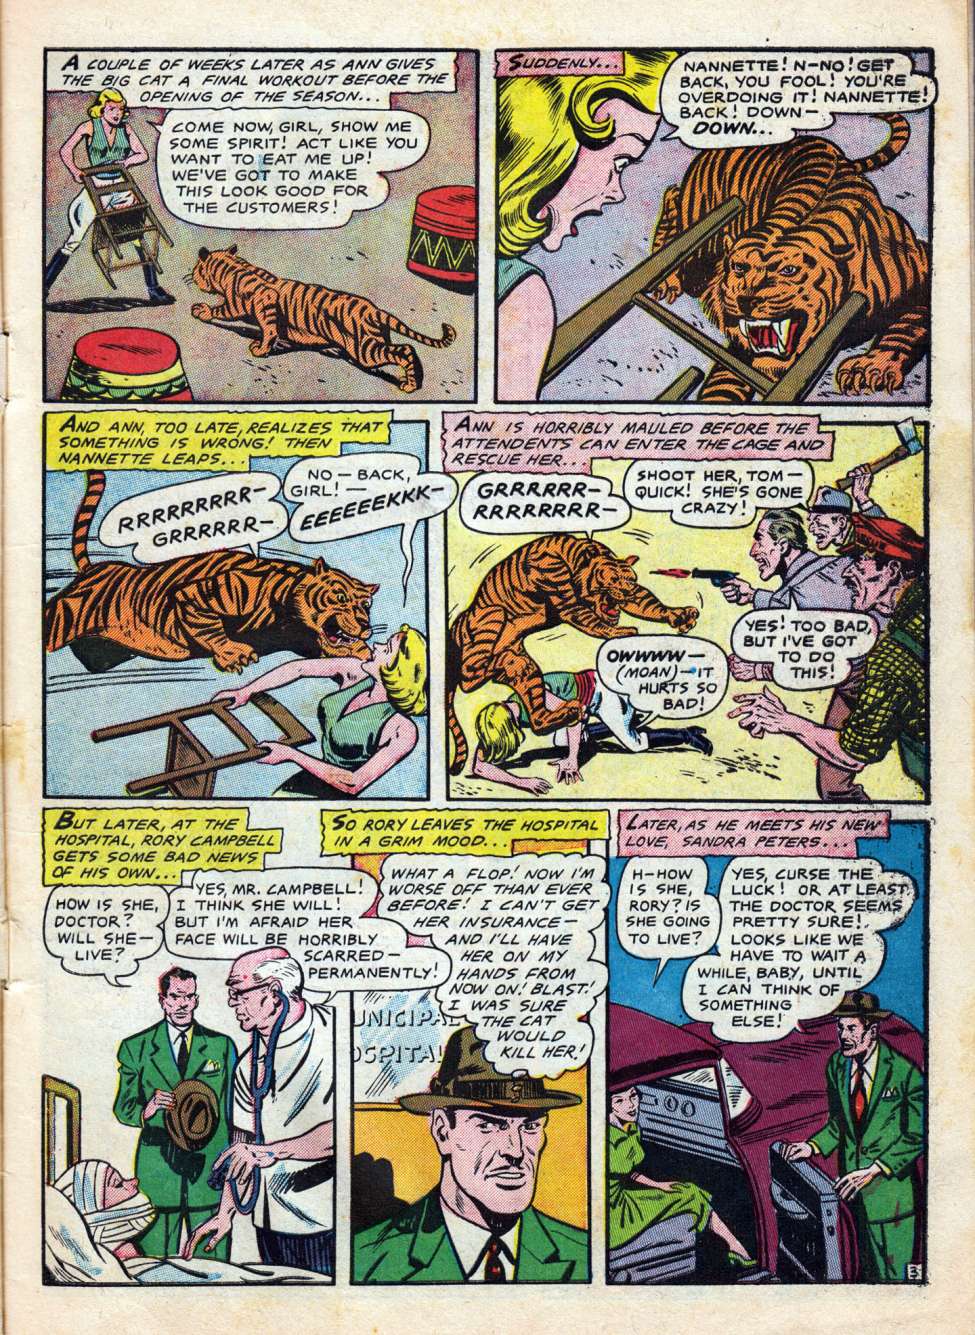 A COUPLE OF WEEKS LATER AS ANN GIVES
THE BIG CAT A FINAL WORKOUT BEFORE THE
OPENING OF THE SEASON...
COME NOW, GIRL, SHOW ME
SOME SPIRIT! ACT LIKE YOU
WANT TO EAT ME UP!
WE'VE GOT TO MAKE
THIS LOOK GOOD FOR
THE CUSTOMERS!
SUDDENLY...
NANNETTE! N-NO! GET
BACK, YOU FOOL! YOU'RE
OVERDOING IT! NANNETTE!
BACK! DOWN-
DOWN...
AND ANN, TOO LATE, REALIZES THAT
SOMETHING IS WRONG! THEN
NANNETTE LEAPS...
RRRRRRRRR-
GRRRRRR-
NO-BACK,
GIRL!-
EEEEEEKKK-
ANN IS HORRIBLY MAULED BEFORE THE
ATTENDENTS CAN ENTER THE CAGE AND
RESCUE HER...
GRRRRRR-
RRRRRRRR-
SHOOT HER, TOM-
QUICK! SHE'S GONE
CRAZY!
YES! TOO BAD,
BUT I'VE GOT
TO DO
THIS!
OWWWW-
(MOAN)-IT
HURTS SO
BAD!
BUT LATER, AT THE
HOSPITAL, RORY CAMPBELL
GETS SOME BAD NEWS
OF HIS OWN...
HOW IS SHE,
DOCTOR?
WILL SHE-
LIVE?
YES, MR. CAMPBELL!
I THINK SHE WILL!
BUT I'M AFRAID HER
FACE WILL BE HORRIBLY
SCARRED-
PERMANENTLY!
SO RORY LEAVES THE HOSPITAL
IN A GRIM MOOD...
WHAT A FLOP! NOW I'M
WORSE OFF THAN EVER
BEFORE! I CAN'T GET
HER INSURANCE-
AND I'LL HAVE
HER ON MY
HANDS FROM
NOW ON! BLAST!
I WAS SURE
THE CAT
WOULD
KILL HER!
UNICIPAL
OSPITAL
LATER, AS HE MEETS HIS NEW
LOVE, SANDRA PETERS...
H-HOW
IS SHE,
RORY? IS
SHE GOING
TO LIVE?
YES, CURSE THE
LUCK! OR AT LEAST
THE DOCTOR SEEMS
PRETTY SURE!
LOOKS LIKE WE
HAVE TO WAIT A
WHILE, BABY, UNTIL
I CAN THINK OF
SOMETHING
ELSE!
3